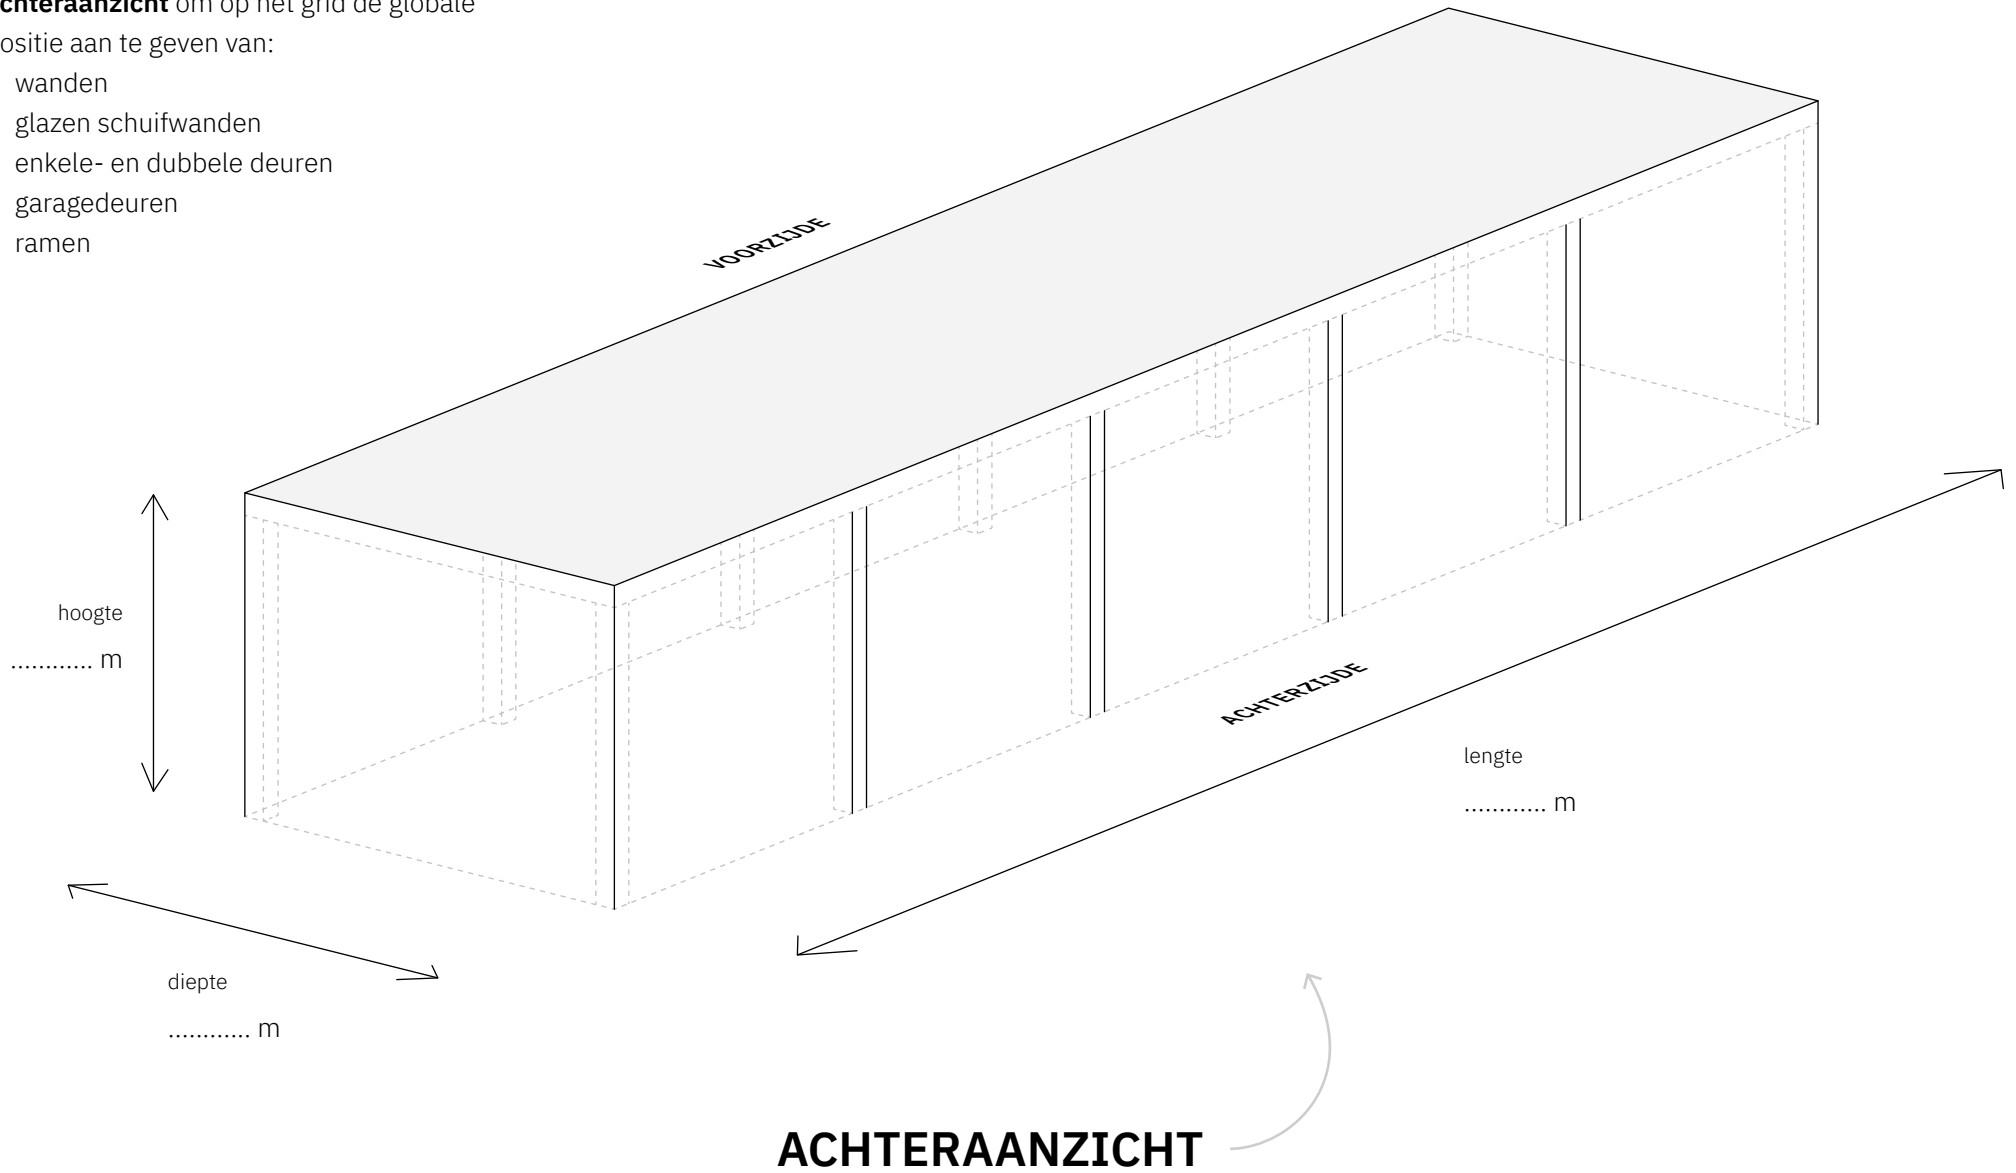 chteraanzicht om op het grid de globale
ositie aan te geven van:
wanden
glazen schuifwanden
enkele- en dubbele deuren
garagedeuren
ramen
VOORZIJDE
hoogte
............ m
ACHTERZIJDE
lengte
............ m
diepte
............ m
ACHTERAANZICHT